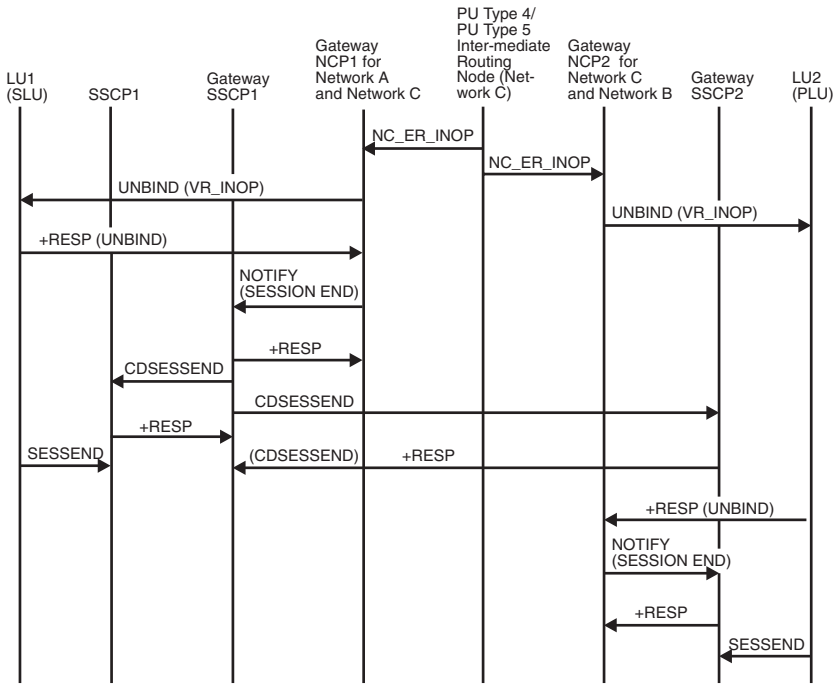 LU1
(SLU)
SSCP1
Gateway
SSCP1
Gateway
NCP1 for
Network A
and Network C
PU Type 4/
PU Type 5
Inter-mediate
Routing
Node (Net-
work C)
Gateway
NCP2 for
Network C
and Network B
Gateway
SSCP2
LU2
(PLU)
NC_ER_INOP
NC_ER_INOP
UNBIND (VR_INOP)
UNBIND (VR_INOP)
+RESP (UNBIND)
NOTIFY
(SESSION END)
+RESP
CDSESSEND
CDSESSEND
+RESP
SESSEND
(CDSESSEND)
+RESP
+RESP (UNBIND)
NOTIFY
(SESSION END)
+RESP
SESSEND